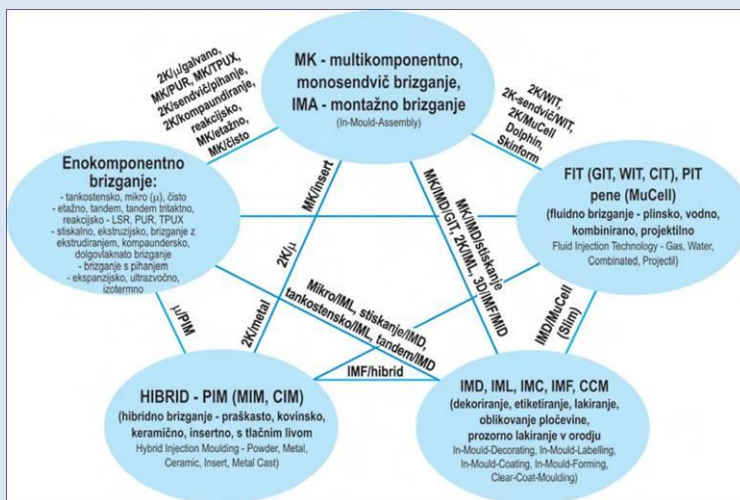 MK - multikomponentno,
monosendvič brizganje,
IMA - montažno brizganje
(In-Mould-Assembly)
2K/µ/galvano,
MK/PUR, MK/TPUX,
2K/sendvič/pihanje,
2K/kompaundiranje,
reakcijsko,
MK/etažno,
MK/čisto
2K/WIT,
2K-sendvič/WIT,
2K/MuCell
Dolphin,
Skinform
Enokomponentno
brizganje:
- tankostensko, mikro (µ), čisto
- etažno, tandem, tandem tritaktno,
reakcijsko - LSR, PUR, TPUX
- stiskalno, ekstruzijsko, brizganje z
ekstrudiranjem, kompaundersko,
dolgovlaknato brizganje
- brizganje s pihanjem
- ekspanzijsko, ultrazvočno,
izotermno
FIT (GIT, WIT, CIT), PIT
pene (MuCell)
(fluidno brizganje - plinsko, vodno,
kombinirano, projektilno
Fluid Injection Technology - Gas, Water,
Combinated, Projectil)
MK/insert
2K/µ
2K/metal
MK/IMD/stiskanje
MK/IMD/GIT, 2K/IML, 3D/IMF/MID
Mikro/IML, stiskanje/IMD,
tankostensko/IML, tandem/IMD
µ/PIM
IMD/MuCell
(Slim)
IMF/hibrid
HIBRID - PIM (MIM, CIM)
(hibridno brizganje - praškasto, kovinsko,
keramično, insertno, s tlačnim livom
Hybrid Injection Moulding - Powder, Metal,
Ceramic, Insert, Metal Cast)
IMD, IML, IMC, IMF, CCM
(dekoriranje, etiketiranje, lakiranje,
oblikovanje pločevine,
prozorno lakiranje v orodju
In-Mould-Decorating, In-Mould-Labelling,
In-Mould-Coating, In-Mould-Forming,
Clear-Coat-Moulding)